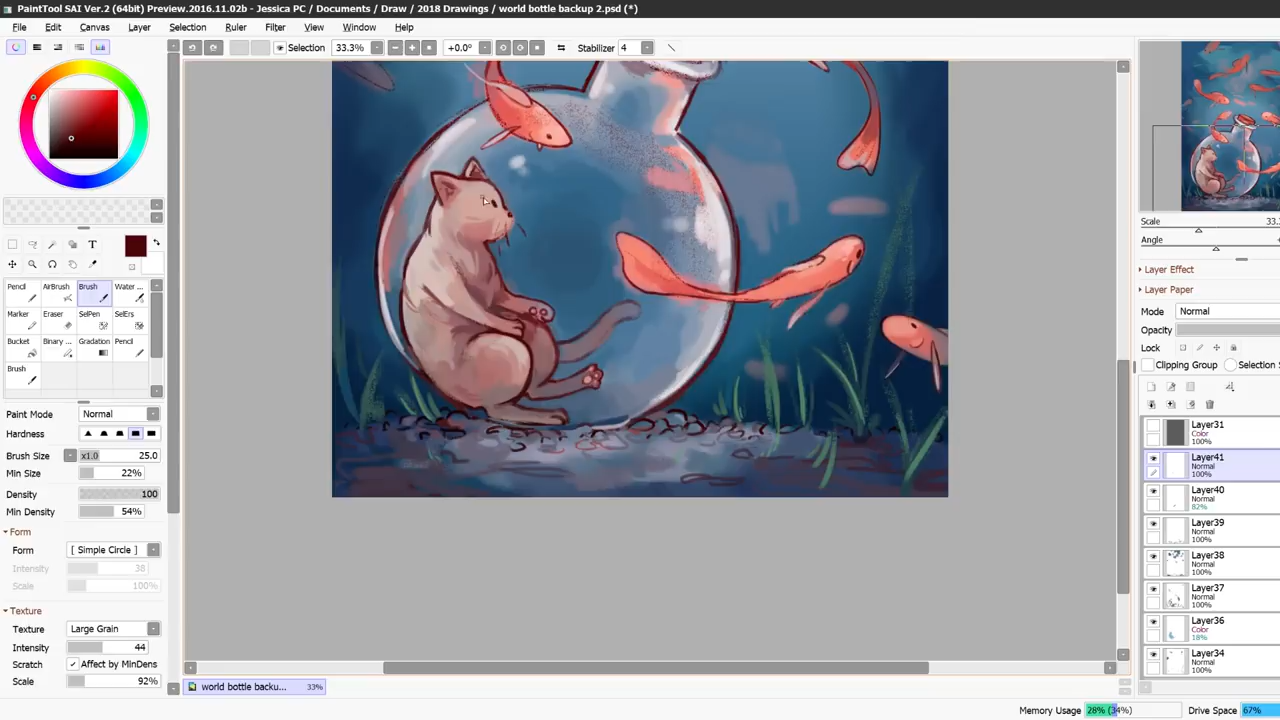 PaintTool SAI Ver.2 (64bit) Preview.2016.11.02b - Jessica PC / Documents / Draw / 2018 Drawings / world bottle backup 2.psd (*)
File Edit Canvas Layer Selection Ruler Filter View Window Help
Selection 33.3% +0.0° Stabilizer 4
T
Pencil AirBrush Brush Water ...
Marker Eraser SelPen SelErs
Bucket Binary ... Gradation Pencil
Brush
Paint Mode Normal
Hardness
Brush Size x1.0 25.0
Min Size 22%
Density 100
Min Density 54%
Form
Form [ Simple Circle ]
Intensity 38
Scale 100%
Texture
Texture Large Grain
Intensity 44
Scratch Affect by MinDens
Scale 92%
Scale 33.
Angle
Layer Effect
Layer Paper
Mode Normal
Opacity
Lock
Clipping Group Selection
Layer31
Color
100%
Layer41
Normal
100%
Layer40
Normal
82%
Layer39
Normal
100%
Layer38
Normal
100%
Layer37
Normal
100%
Layer36
Color
18%
Layer34
Normal
100%
world bottle backu... 33%
Memory Usage 28% (34%) Drive Space 67%